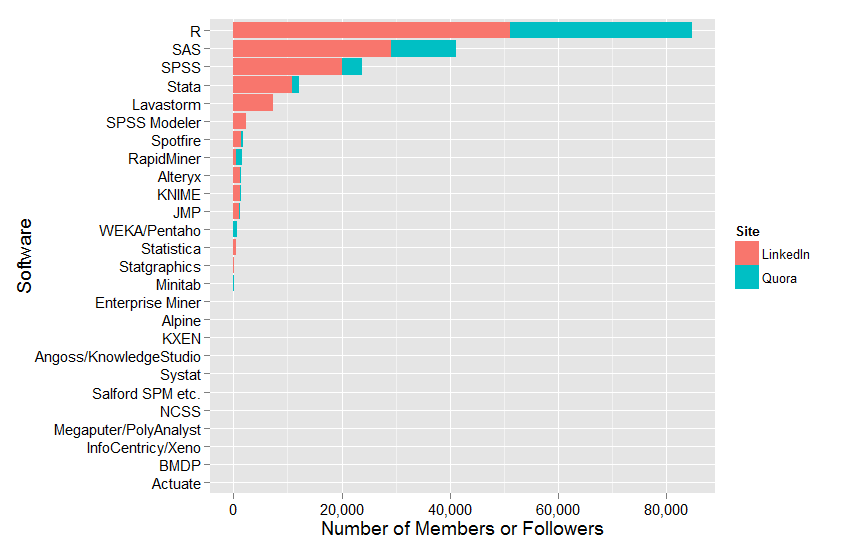 R
SAS
SPSS
Stata
Lavastorm
SPSS Modeler
Spotfire
RapidMiner
Alteryx
KNIME
JMP
WEKA/Pentaho
Statistica
Statgraphics
Minitab
Enterprise Miner
Alpine
KXEN
Angoss/KnowledgeStudio
Systat
Salford SPM etc.
NCSS
Megaputer/PolyAnalyst
InfoCentricy/Xeno
BMDP
Actuate
Software
0 20,000 40,000 60,000 80,000
Number of Members or Followers
Site
LinkedIn
Quora